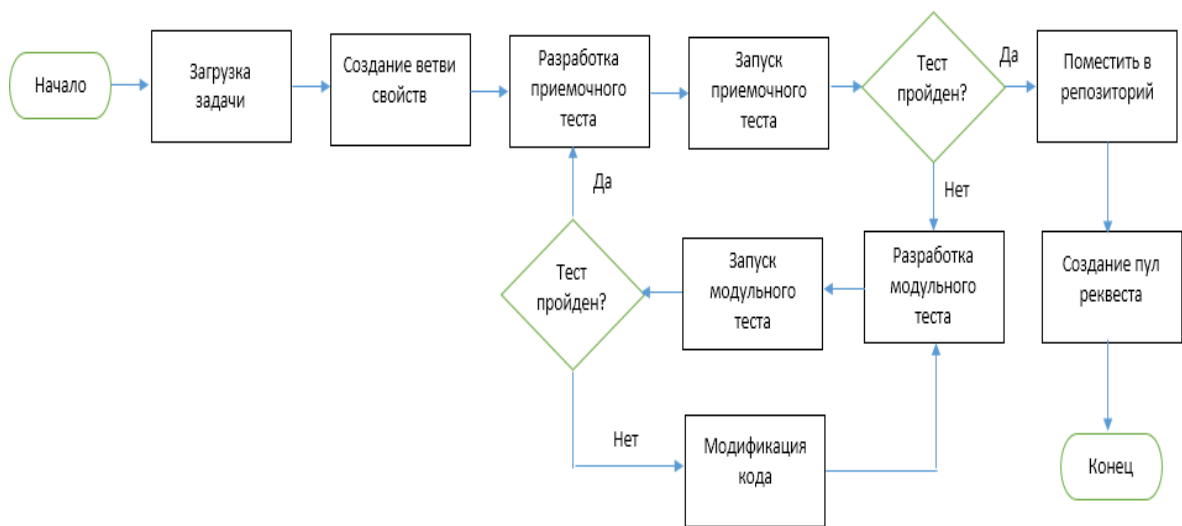 Начало
Загрузка
задачи
Создание ветви
свойств
Разработка
приемочного
теста
Запуск
приемочного
теста
Тест
пройден?
Да
Поместить в
репозиторий
Да
Нет
Тест
пройден?
Запуск
модульного
теста
Разработка
модульного
теста
Создание пул
реквеста
Нет
Модификация
кода
Конец